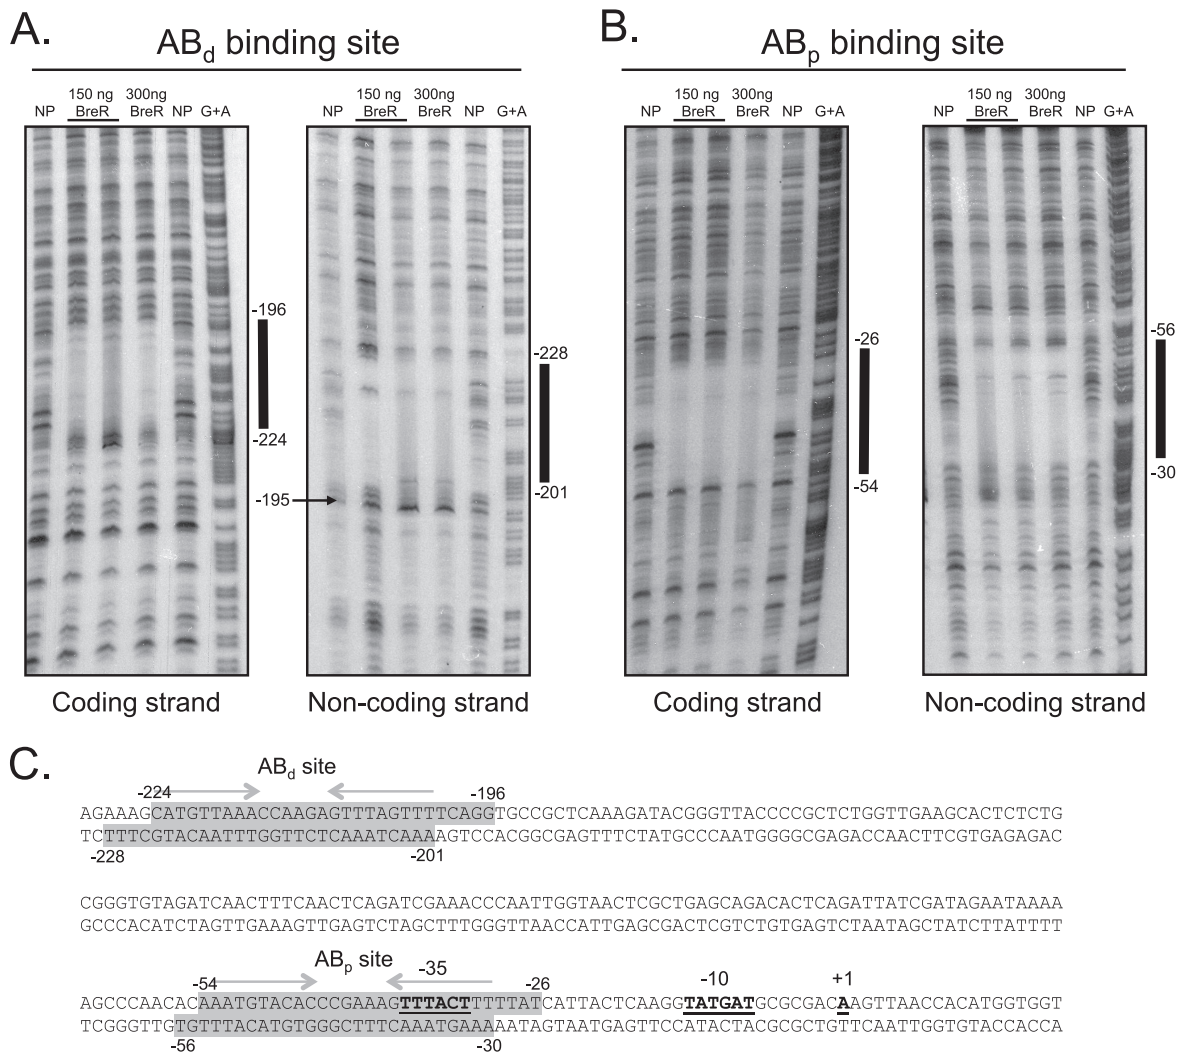 A.
B.
ABd binding site
ABp binding site
150 ng 300ng
NP BreR BreR NP G+A
150 ng 300ng
NP BreR BreR NP G+A
150 ng 300ng
NP BreR BreR NP G+A
150 ng 300ng
NP BreR BreR NP G+A
-196
-224
-195
-228
-201
-26
-54
-56
-30
Coding strand
Non-coding strand
Coding strand
Non-coding strand
C.
ABd site
-224 -196
AGAAAGCATGTTAAACCAAGAGTTTAGTTTTCAGGTGCCGCTCAAAGATACGGGTTACCCCGCTCTGGTTGAAGCACTCTCTG
TCTTTCGTACAATTTGGTTCTCAAATCAAAAGTCCACGGCGAGTTTCTATGCCCAATGGGGCGAGACCAACTTCGTGAGAGAC
-228 -201
CGGGTGTAGATCAACTTTCAACTCAGATCGAAACCCAATTGGTAACTCGCTGAGCAGACACTCAGATTATCGATAGAATAAAA
GCCCACATCTAGTTGAAAGTTGAGTCTAGCTTTGGGTTAACCATTGAGCGACTCGTCTGTGAGTCTAATAGCTATCTTATTTT
ABp site
-54 -35 -26 -10 +1
AGCCCAACACAAATGTACACCCGAAAGTTTACTTTTTATCATTACTCAAGGTATGATGCGCGACAAGTTAACCACATGGTGGT
TCGGGTTGTGTTTACATGTGGGCTTTCAAATGAAAAATAGTAATGAGTTCCATACTACGCGCTGTTCAATTGGTGTACCACCA
-56 -30